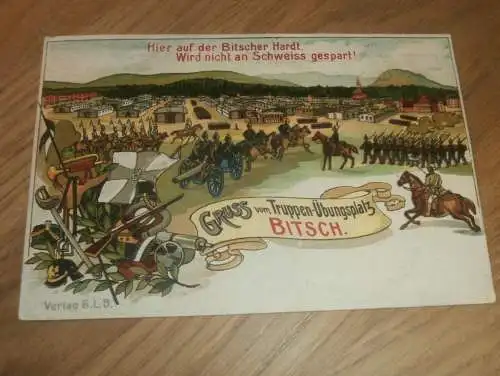 Hier auf der Bitscher Hardt,
Wird nicht an Schweiss gespart!
Gruss vom Truppen-Übungsplatz
BITSCH.
Verlag S.L.B.